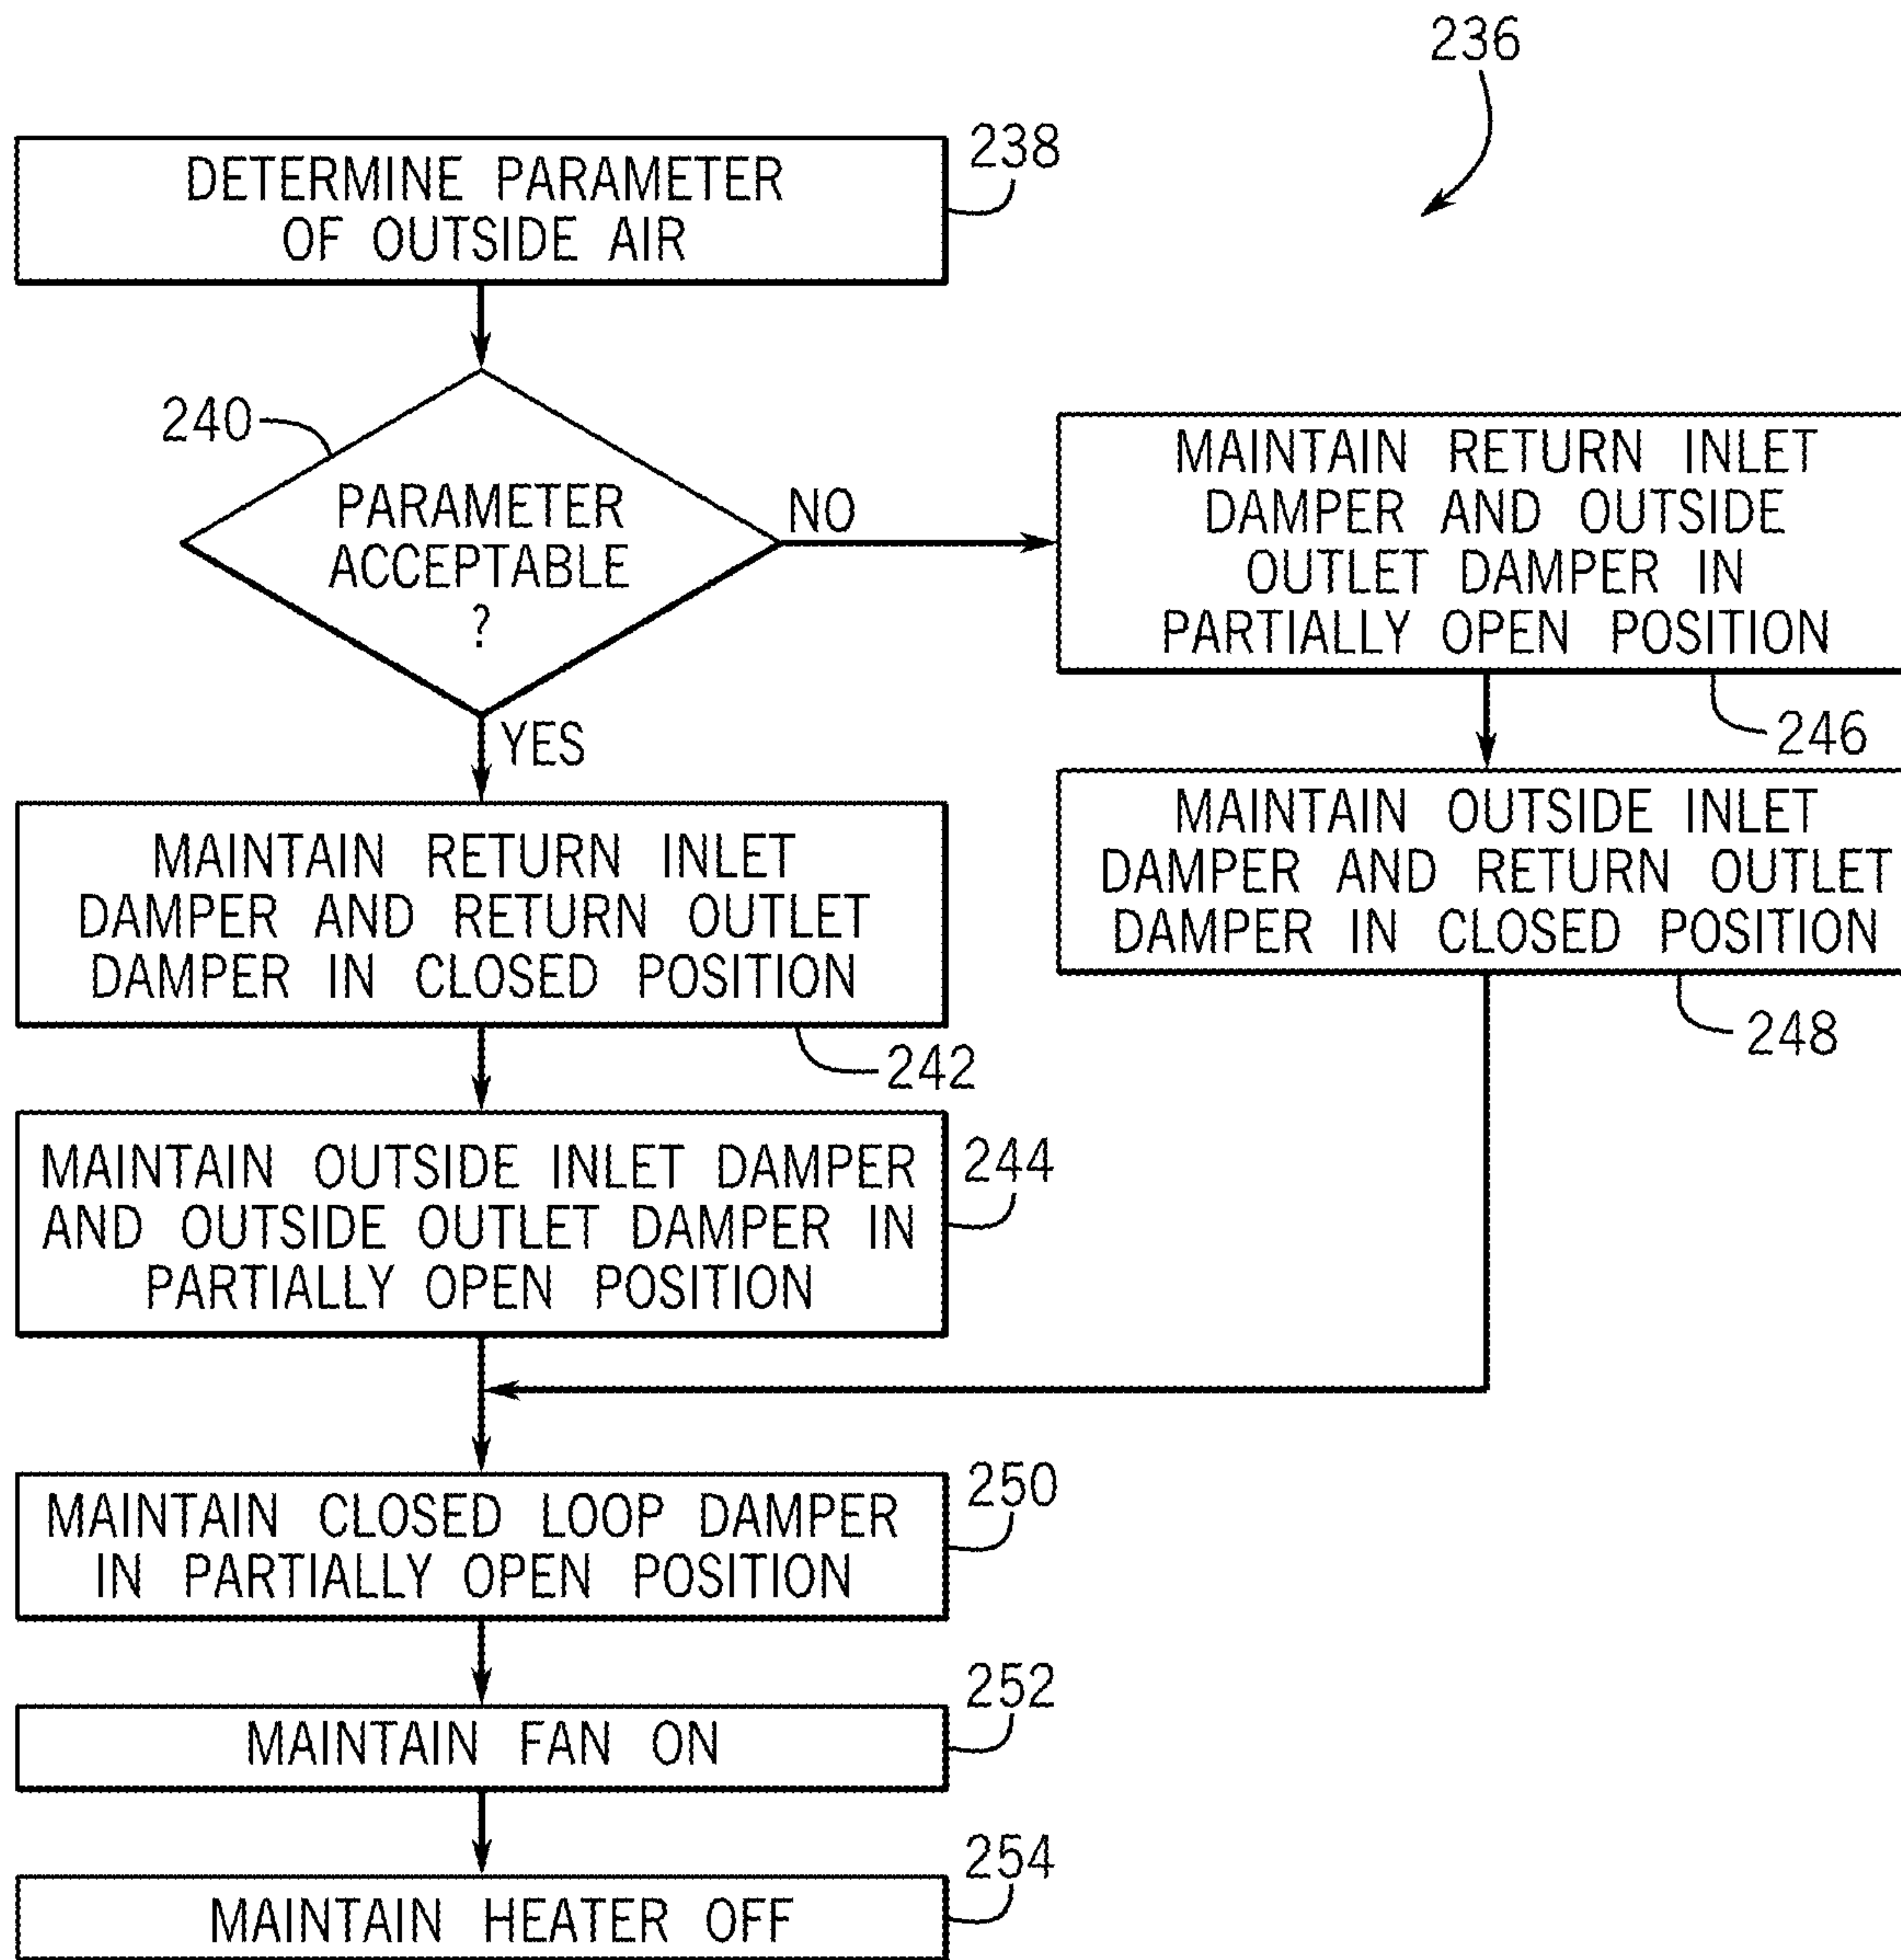 236
238
DETERMINE PARAMETER
OF OUTSIDE AIR
240
PARAMETER
ACCEPTABLE
?
NO
YES
MAINTAIN RETURN INLET
DAMPER AND OUTSIDE
OUTLET DAMPER IN
PARTIALLY OPEN POSITION
246
MAINTAIN OUTSIDE INLET
DAMPER AND RETURN OUTLET
DAMPER IN CLOSED POSITION
248
MAINTAIN RETURN INLET
DAMPER AND RETURN OUTLET
DAMPER IN CLOSED POSITION
242
MAINTAIN OUTSIDE INLET DAMPER
AND OUTSIDE OUTLET DAMPER IN
PARTIALLY OPEN POSITION
244
MAINTAIN CLOSED LOOP DAMPER
IN PARTIALLY OPEN POSITION
250
MAINTAIN FAN ON
252
MAINTAIN HEATER OFF
254